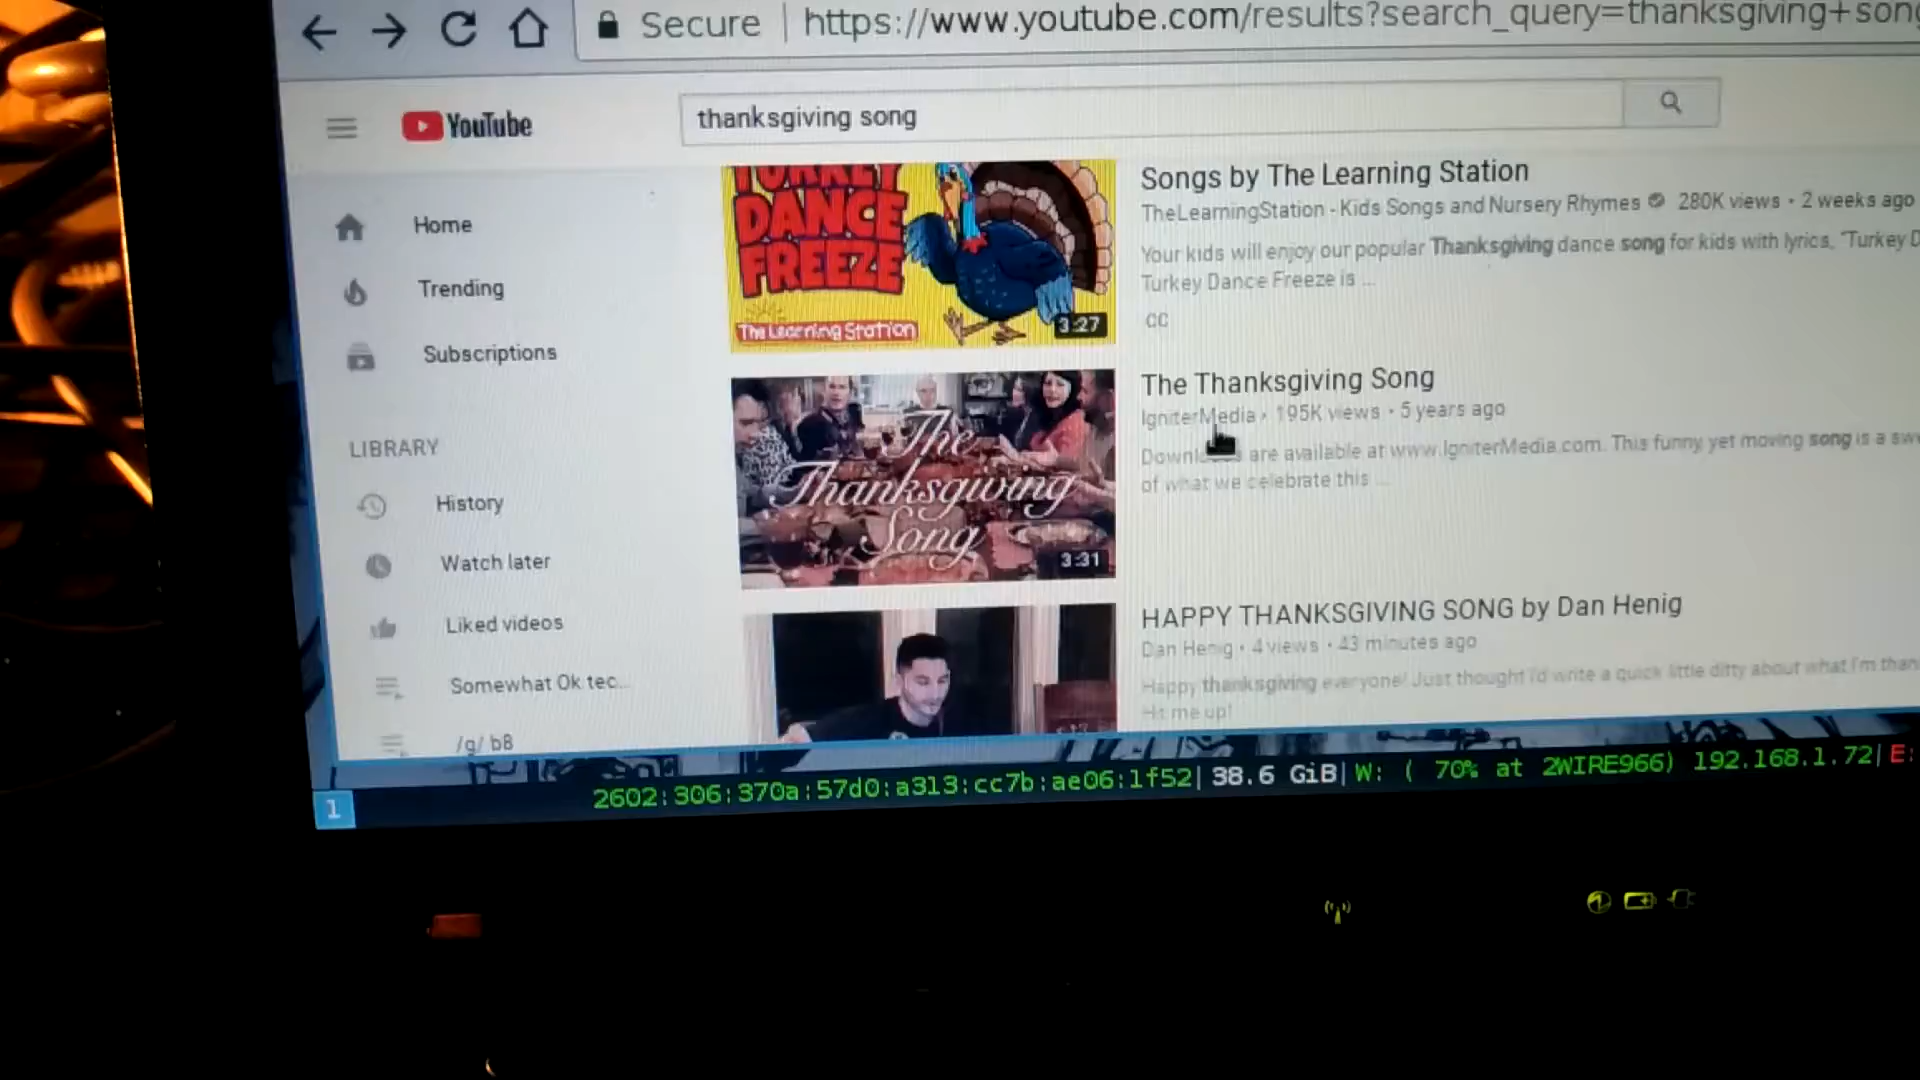 Secure | https://www.youtube.com/results?search_query=thanksgiving+song
YouTube
thanksgiving song
Home
Trending
Subscriptions
LIBRARY
History
Watch later
Liked videos
Somewhat Ok tec...
/g/ b8
TURKEY
DANCE
FREEZE
The Learning Station
3:27
Songs by The Learning Station
TheLearningStation - Kids Songs and Nursery Rhymes 280K views • 2 weeks ago
Your kids will enjoy our popular Thanksgiving dance song for kids with lyrics, "Turkey D
Turkey Dance Freeze is ...
CC
The
Thanksgiving
Song
3:31
The Thanksgiving Song
IgniterMedia • 195K views • 5 years ago
are available at www.IgniterMedia.com. This funny yet moving song is a
of what we celebrate this ...
HAPPY THANKSGIVING SONG by Dan Henig
Dan Henig • 4 views • 43 minutes ago
Happy thanksgiving everyone! Just thought I'd write a quick little ditty about what I'm
Hit me up!
1
2602:306:370a:57d0:a313:cc7b:ae06:1f52| 38.6 GiB| W: ( 70% at 2WIRE966) 192.168.1.72| E: